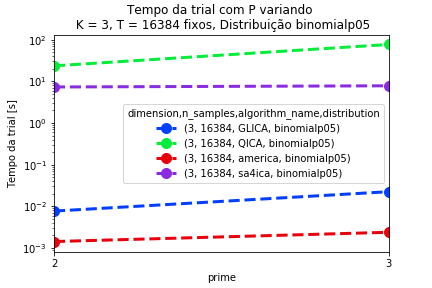 Tempo da trial com P variando
K = 3, T = 16384 fixos, Distribuição binomialp05
10²
10¹
10⁰
10⁻¹
10⁻²
10⁻³
Tempo da trial [s]
dimension,n_samples,algorithm_name,distribution
(3, 16384, GLICA, binomialp05)
(3, 16384, QICA, binomialp05)
(3, 16384, america, binomialp05)
(3, 16384, sa4ica, binomialp05)
2
3
prime